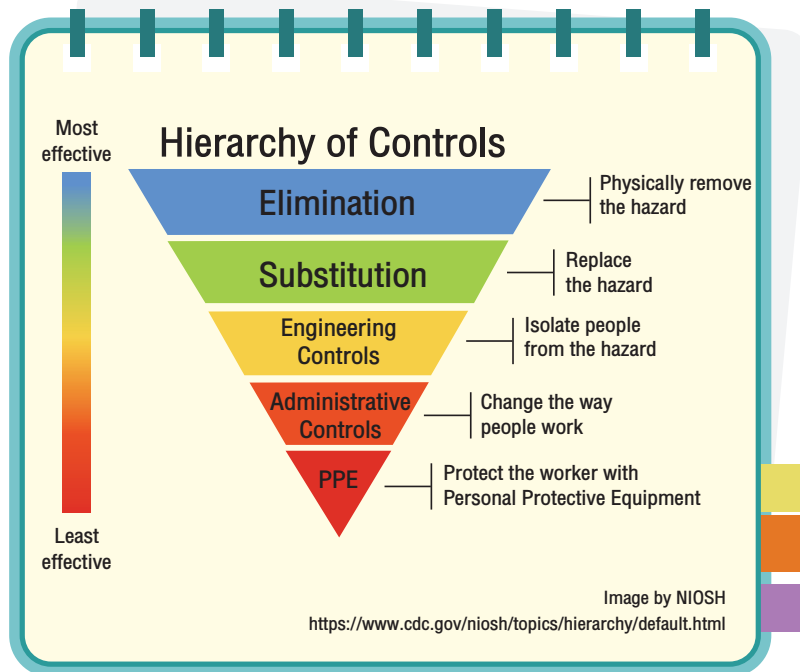 Most
effective
Hierarchy of Controls
Elimination
Physically remove
the hazard
Substitution
Replace
the hazard
Engineering
Controls
Isolate people
from the hazard
Administrative
Controls
Change the way
people work
PPE
Protect the worker with
Personal Protective Equipment
Least
effective
Image by NIOSH
https://www.cdc.gov/niosh/topics/hierarchy/default.html